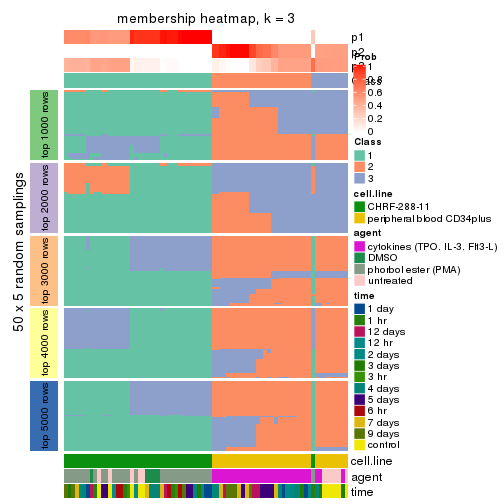 membership heatmap, k = 3
p1
p2
p3
Class
Prob
1
0.8
0.6
0.4
0.2
0
Class
1
2
3
cell.line
CHRF-288-11
peripheral blood CD34plus
agent
cytokines (TPO. IL-3. Flt3-L)
DMSO
phorbol ester (PMA)
untreated
time
1 day
1 hr
12 days
12 hr
2 days
3 days
3 hr
4 days
5 days
6 hr
7 days
9 days
control
50 x 5 random samplings
top 1000 rows
top 2000 rows
top 3000 rows
top 4000 rows
top 5000 rows
cell.line
agent
time